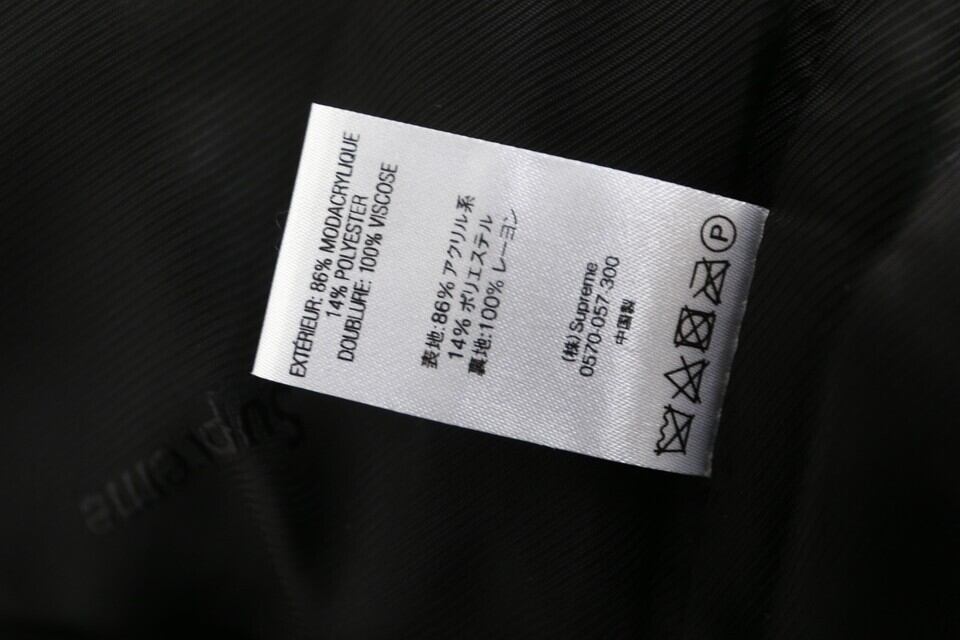 EXTÉRIEUR: 86% MODACRYLIQUE
14% POLYESTER
DOUBLURE: 100% VISCOSE
表地:86% アクリル系
14% ポリエステル
裏地:100% レーヨン
(株)Supreme
0570-057-300
中国製
P
Supreme